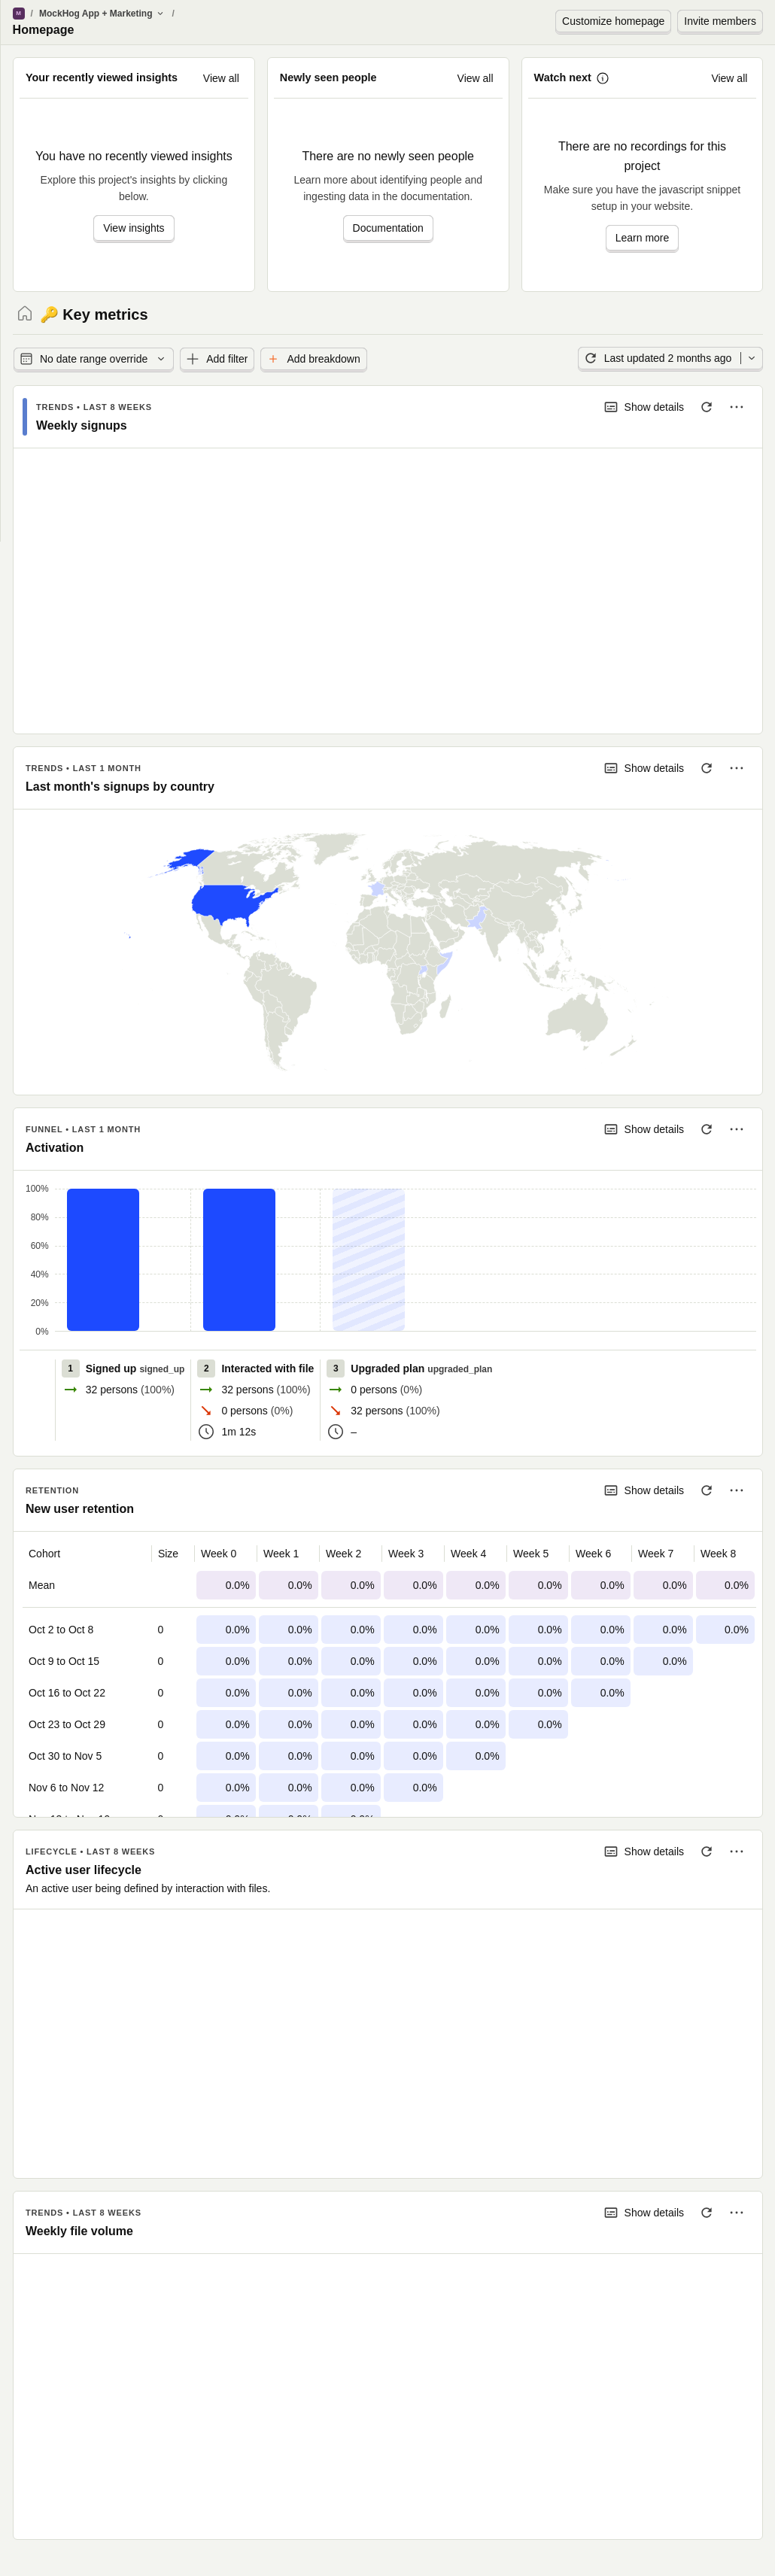 M / MockHog App + Marketing /
Homepage
Customize homepage Invite members
Your recently viewed insights View all
You have no recently viewed insights
Explore this project's insights by clicking
below.
View insights
Newly seen people View all
There are no newly seen people
Learn more about identifying people and
ingesting data in the documentation.
Documentation
Watch next View all
There are no recordings for this
project
Make sure you have the javascript snippet
setup in your website.
Learn more
🔑 Key metrics
No date range override Add filter Add breakdown Last updated 2 months ago
TRENDS • LAST 8 WEEKS Show details
Weekly signups
TRENDS • LAST 1 MONTH Show details
Last month's signups by country
FUNNEL • LAST 1 MONTH Show details
Activation
100%
80%
60%
40%
20%
0%
1 Signed up signed_up
32 persons (100%)
2 Interacted with file
32 persons (100%)
0 persons (0%)
1m 12s
3 Upgraded plan upgraded_plan
0 persons (0%)
32 persons (100%)
–
RETENTION Show details
New user retention
Cohort Size Week 0 Week 1 Week 2 Week 3 Week 4 Week 5 Week 6 Week 7 Week 8
Mean 0.0% 0.0% 0.0% 0.0% 0.0% 0.0% 0.0% 0.0% 0.0%
Oct 2 to Oct 8 0 0.0% 0.0% 0.0% 0.0% 0.0% 0.0% 0.0% 0.0% 0.0%
Oct 9 to Oct 15 0 0.0% 0.0% 0.0% 0.0% 0.0% 0.0% 0.0% 0.0%
Oct 16 to Oct 22 0 0.0% 0.0% 0.0% 0.0% 0.0% 0.0% 0.0%
Oct 23 to Oct 29 0 0.0% 0.0% 0.0% 0.0% 0.0% 0.0%
Oct 30 to Nov 5 0 0.0% 0.0% 0.0% 0.0% 0.0%
Nov 6 to Nov 12 0 0.0% 0.0% 0.0% 0.0%
LIFECYCLE • LAST 8 WEEKS Show details
Active user lifecycle
An active user being defined by interaction with files.
TRENDS • LAST 8 WEEKS Show details
Weekly file volume